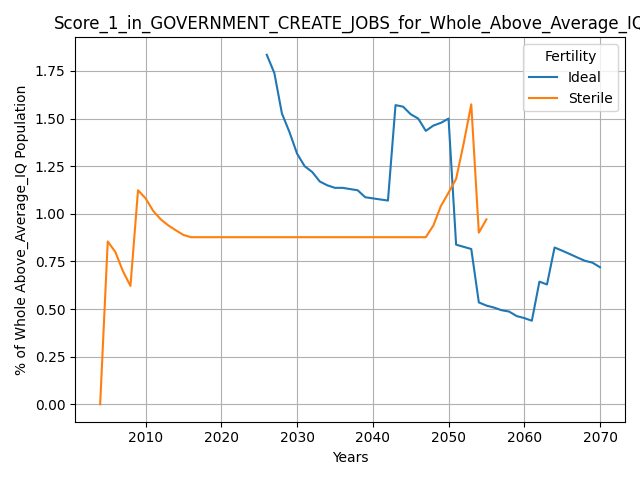 Score_1_in_GOVERNMENT_CREATE_JOBS_for_Whole_Above_Average_IQ
Fertility
Ideal
Sterile
1.75
1.50
1.25
1.00
0.75
0.50
0.25
0.00
% of Whole Above_Average_IQ Population
2010 2020 2030 2040 2050 2060 2070
Years